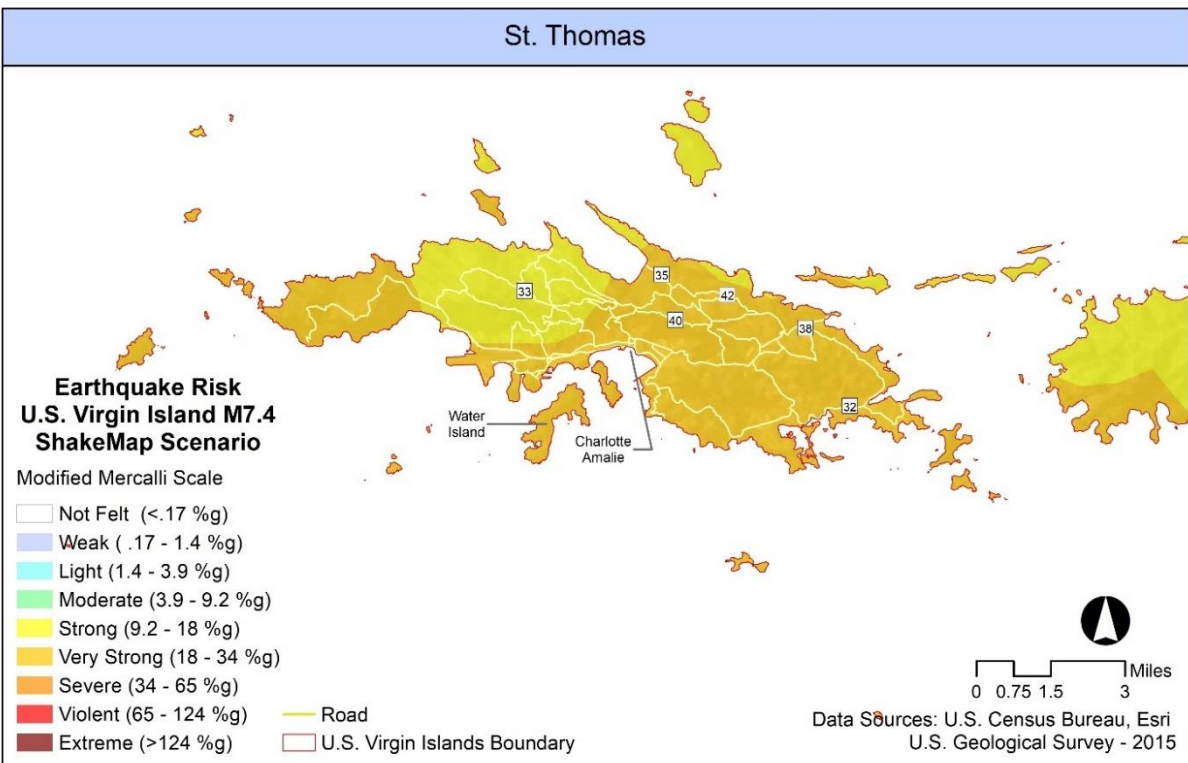 St. Thomas
35
33
42
40
38
32
Water
Island
Charlotte
Amalie
Earthquake Risk
U.S. Virgin Island M7.4
ShakeMap Scenario
Modified Mercalli Scale
Not Felt (<.17 %g)
Weak ( .17 - 1.4 %g)
Light (1.4 - 3.9 %g)
Moderate (3.9 - 9.2 %g)
Strong (9.2 - 18 %g)
Very Strong (18 - 34 %g)
Severe (34 - 65 %g)
Violent (65 - 124 %g)
Extreme (>124 %g)
Road
U.S. Virgin Islands Boundary
Miles
0 0.75 1.5 3
Data Sources: U.S. Census Bureau, Esri
U.S. Geological Survey - 2015